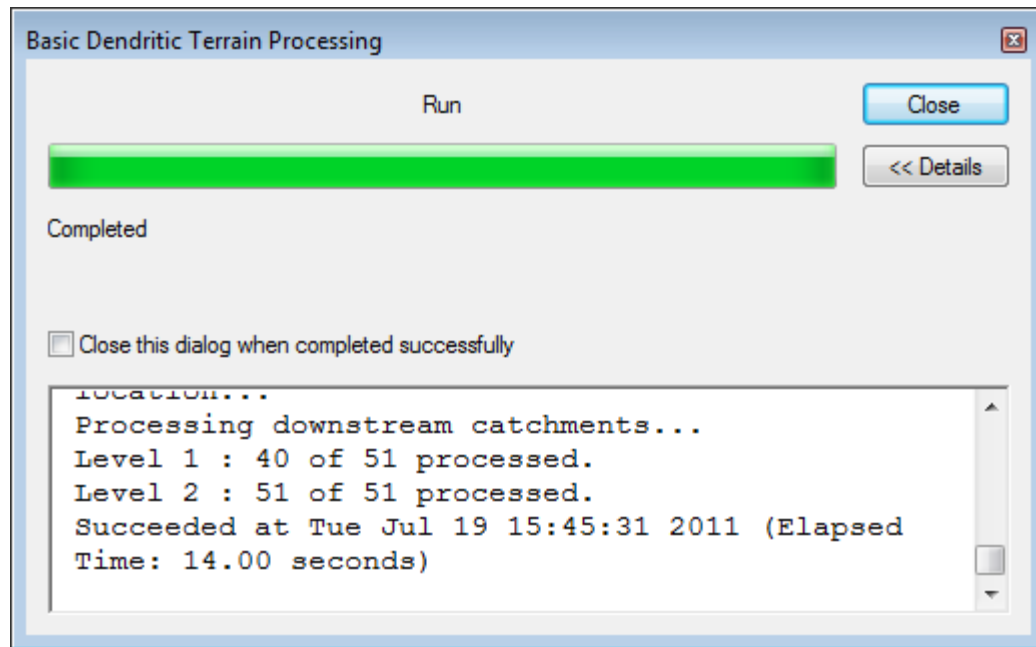 Basic Dendritic Terrain Processing
Run
Close
<< Details
Completed
Close this dialog when completed successfully
location...
Processing downstream catchments...
Level 1 : 40 of 51 processed.
Level 2 : 51 of 51 processed.
Succeeded at Tue Jul 19 15:45:31 2011 (Elapsed
Time: 14.00 seconds)